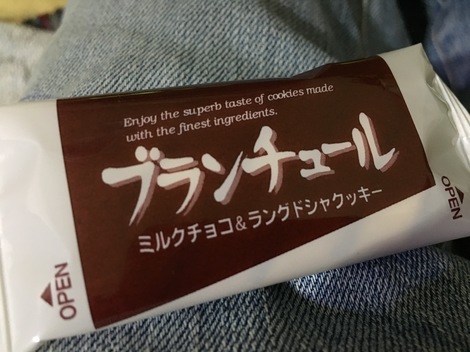 Enjoy the superb taste of cookies made
with the finest ingredients.
ブランチュール
ミルクチョコ&ラングドシャクッキー
OPEN
OPEN